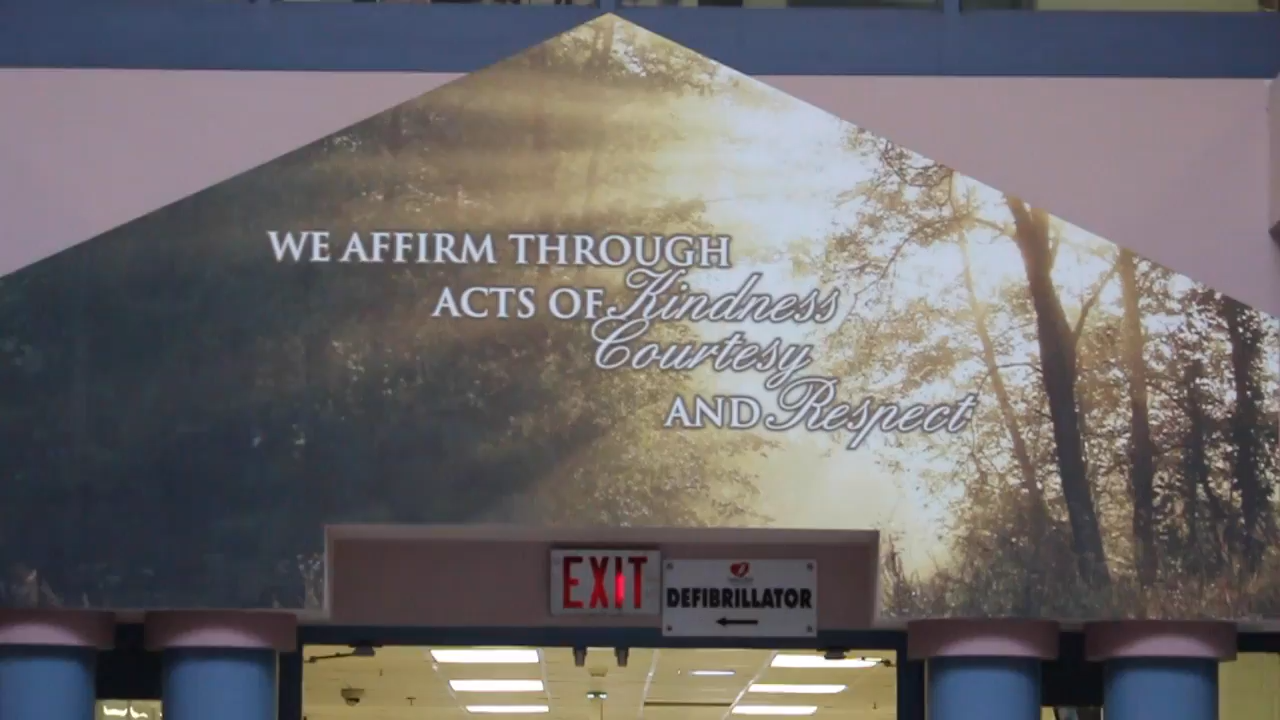 WE AFFIRM THROUGH
ACTS OF Kindness
Courtesy
AND Respect
EXIT
DEFIBRILLATOR